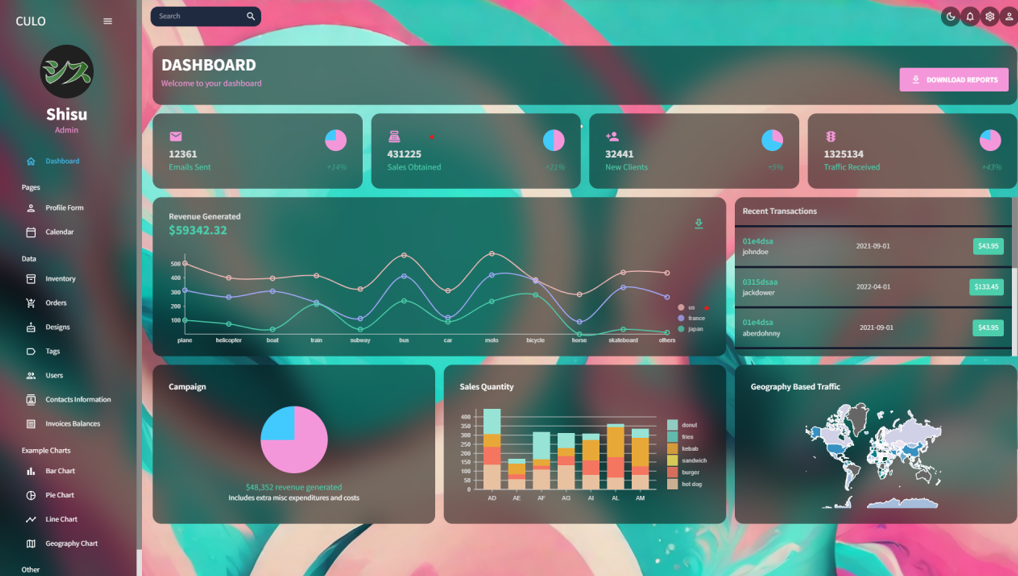 CULO
Search
シス
Shisu
Admin
Dashboard
Pages
Profile Form
Calendar
Data
Inventory
Orders
Designs
Tags
Users
Contacts Information
Invoices Balances
Example Charts
Bar Chart
Pie Chart
Line Chart
Geography Chart
Other
DASHBOARD
Welcome to your dashboard
DOWNLOAD REPORTS
12361
Emails Sent
+14%
431225
Sales Obtained
+21%
32441
New Clients
+5%
1325134
Traffic Received
+43%
Revenue Generated
$59342.32
500
400
300
200
100
plane helicopter boat train subway bus car moto bicycle horse skateboard others
us
france
japan
Recent Transactions
01e4dsa
johndoe
2021-09-01
$43.95
0315dsaa
jackdower
2022-04-01
$133.45
01e4dsa
aberdohnny
2021-09-01
$43.95
Campaign
$48,352 revenue generated
Includes extra misc expenditures and costs
Sales Quantity
400
350
300
250
200
150
100
50
0
AD AE AF AG AI AL AM
donut
fries
kebab
sandwich
burger
hot dog
Geography Based Traffic